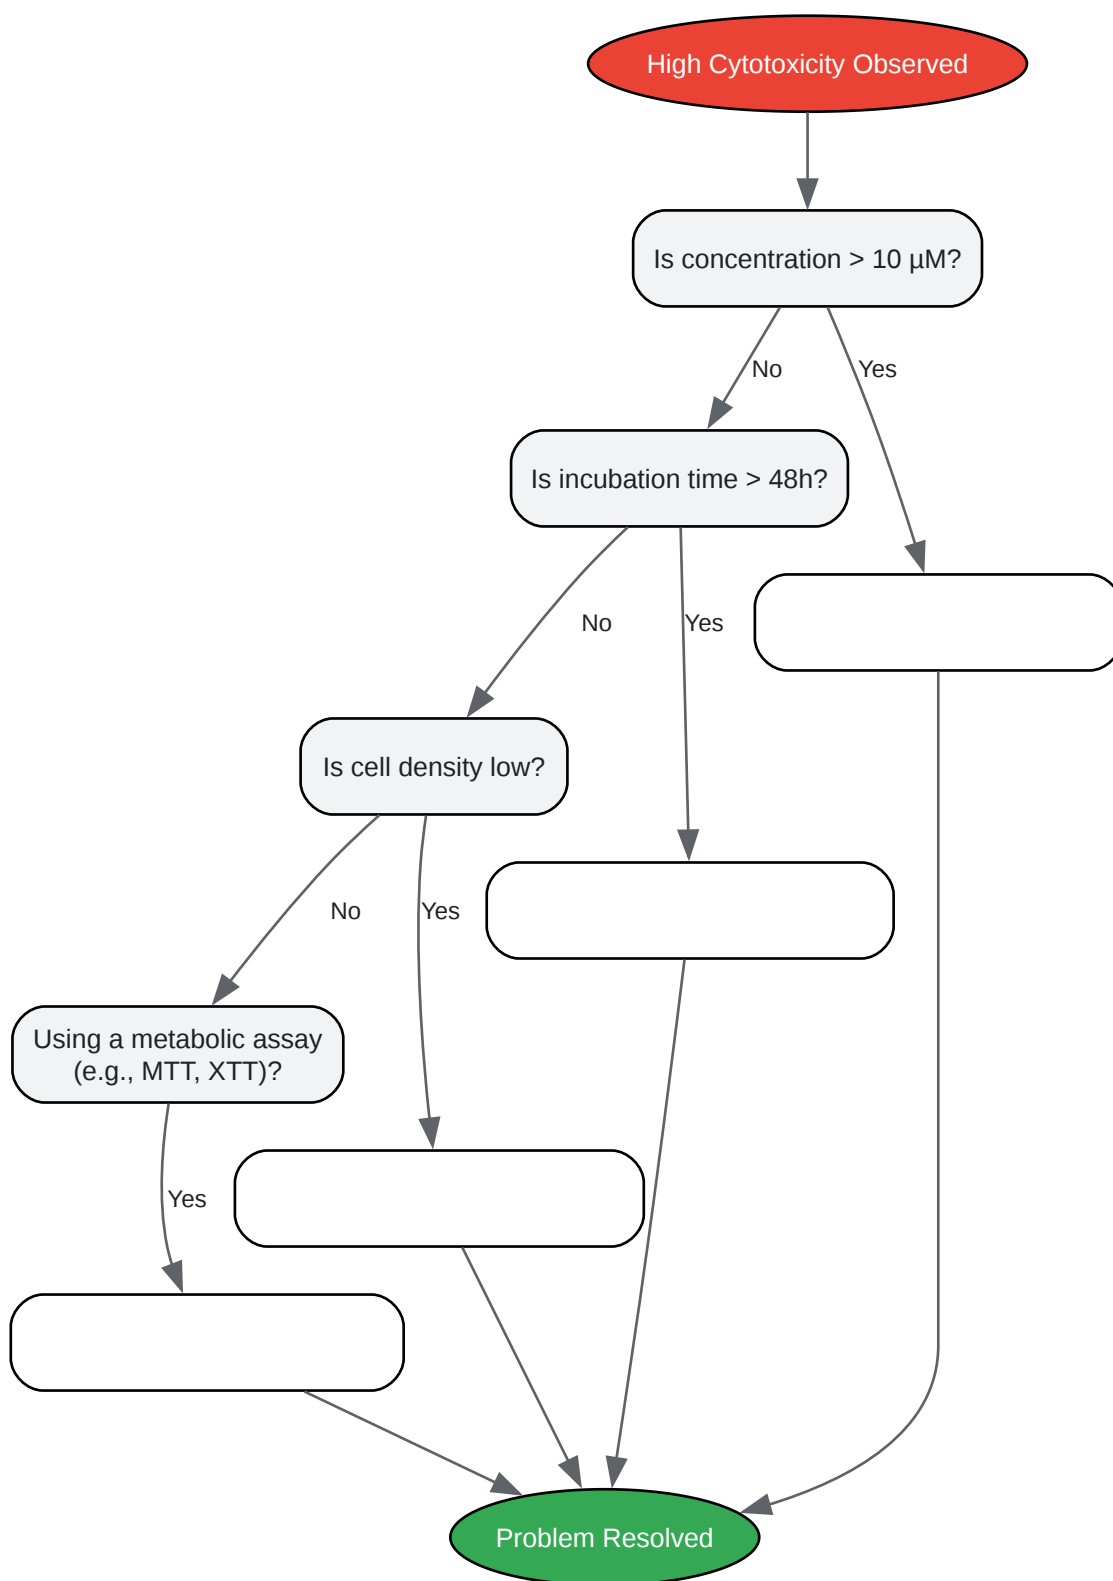 High Cytotoxicity Observed
Is concentration > 10 µM?
No
Yes
Is incubation time > 48h?
No
Yes
Is cell density low?
No
Yes
Using a metabolic assay
(e.g., MTT, XTT)?
Yes
Problem Resolved